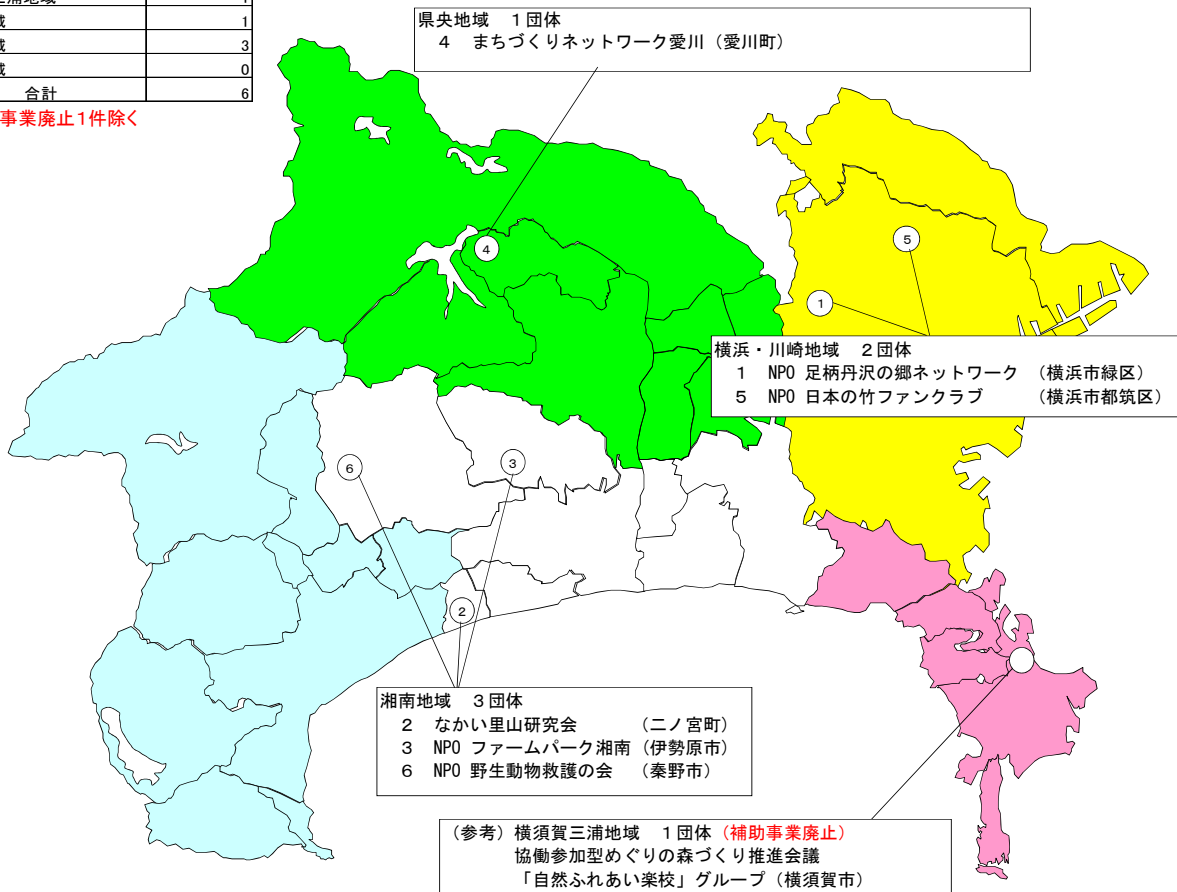 県央地域　1団体
4　まちづくりネットワーク愛川（愛川町）
域 1
域 3
域 0
合計 6
事業廃止1件除く
4
5
1
横浜・川崎地域　2団体
1　NPO 足柄丹沢の郷ネットワーク　（横浜市緑区）
5　NPO 日本の竹ファンクラブ　（横浜市都筑区）
6
3
2
湘南地域　3団体
2　なかい里山研究会　（二ノ宮町）
3　NPO ファームパーク湘南（伊勢原市）
6　NPO 野生動物救護の会　（秦野市）
（参考）横須賀三浦地域　1団体（補助事業廃止）
協働参加型めぐりの森づくり推進会議
「自然ふれあい楽校」グループ（横須賀市）